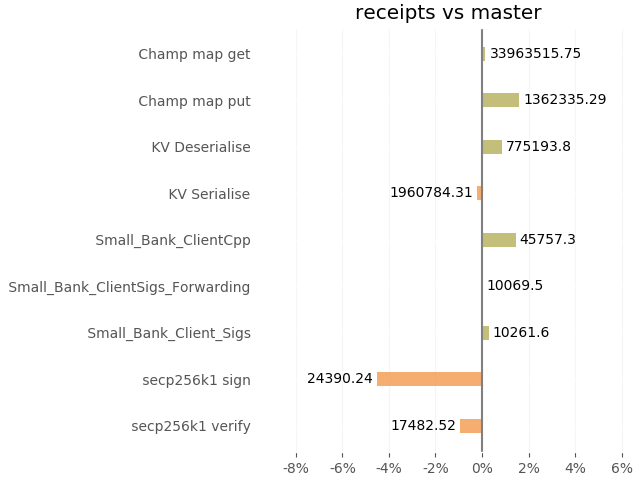 receipts vs master
Champ map get 33963515.75
Champ map put 1362335.29
KV Deserialise 775193.8
KV Serialise 1960784.31
Small_Bank_ClientCpp 45757.3
Small_Bank_ClientSigs_Forwarding 10069.5
Small_Bank_Client_Sigs 10261.6
secp256k1 sign 24390.24
secp256k1 verify 17482.52
-8% -6% -4% -2% 0% 2% 4% 6%